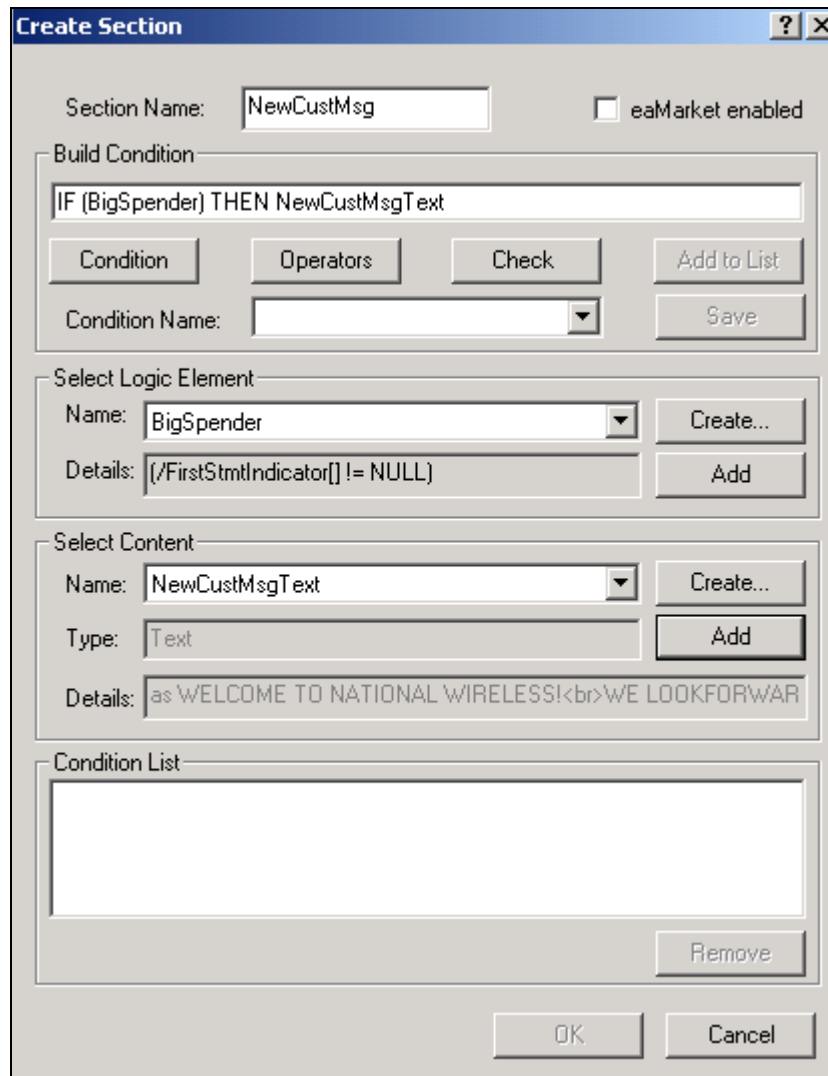 Create Section
Section Name: NewCustMsg eaMarket enabled
Build Condition
IF (BigSpender) THEN NewCustMsgText
Condition Operators Check Add to List
Condition Name: Save
Select Logic Element
Name: BigSpender Create...
Details: (/FirstStmtIndicator[] != NULL) Add
Select Content
Name: NewCustMsgText Create...
Type: Text Add
Details: as WELCOME TO NATIONAL WIRELESS!<br>WE LOOKFORWAR
Condition List
Remove
OK Cancel